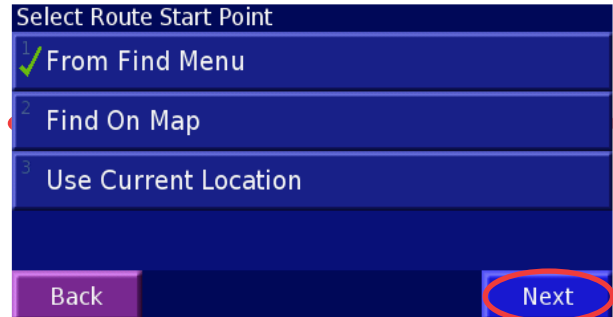 Select Route Start Point
1
From Find Menu
2
Find On Map
3
Use Current Location
Back
Next